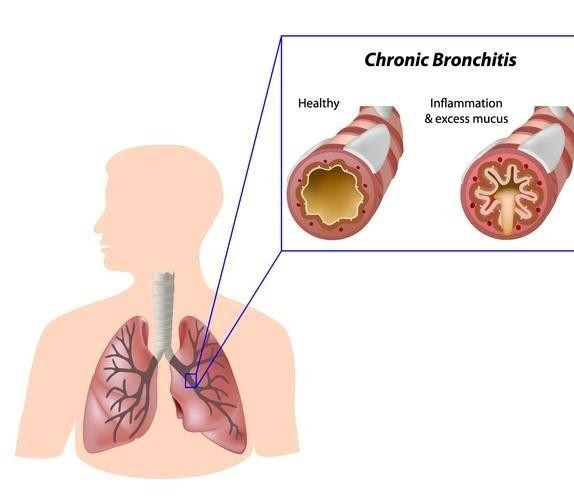 Chronic Bronchitis
Healthy
Inflammation
& excess mucus